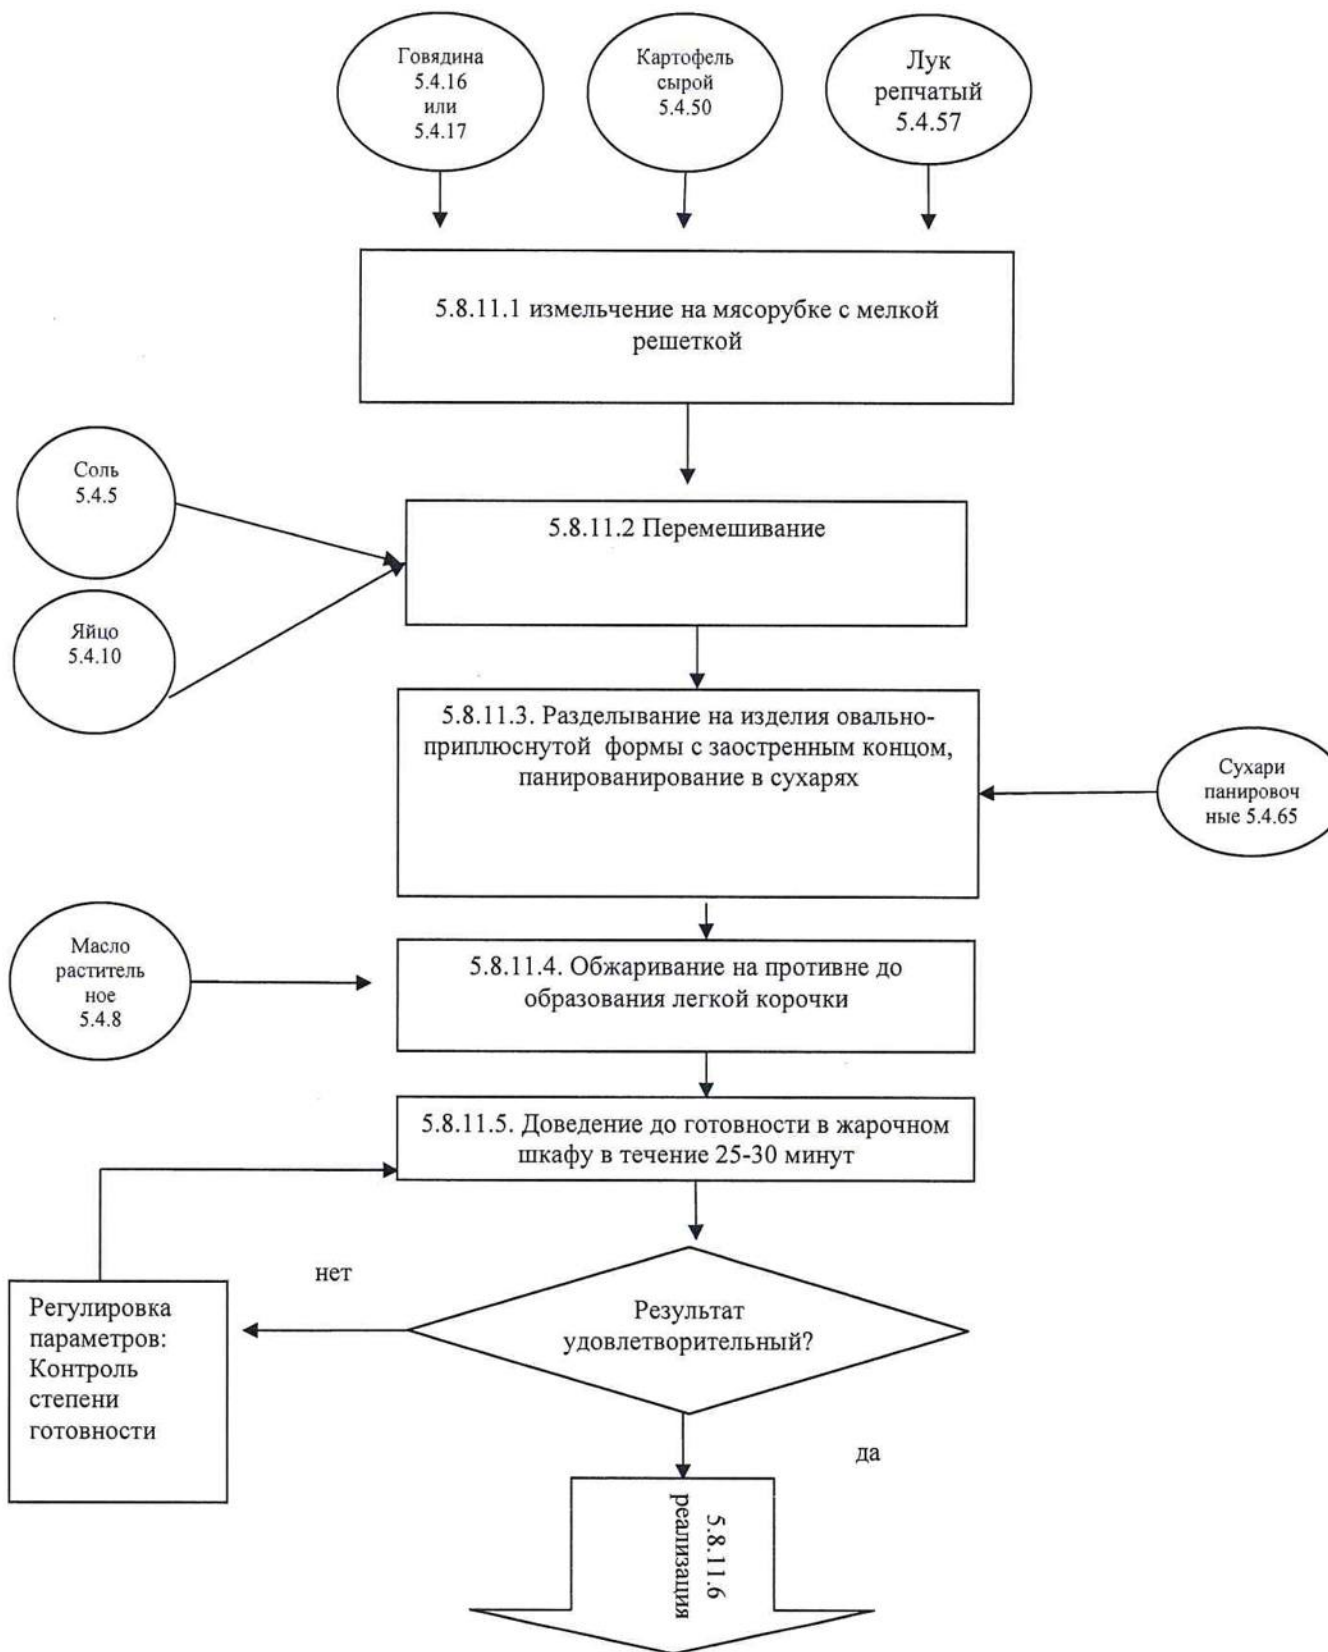 Говядина
5.4.16
или
5.4.17
Картофель
сырой
5.4.50
Лук
репчатый
5.4.57
5.8.11.1 измельчение на мясорубке с мелкой
решеткой
Соль
5.4.5
5.8.11.2 Перемешивание
Яйцо
5.4.10
5.8.11.3. Разделывание на изделия овально-
приплюснутой формы с заостренным концом,
панированирование в сухарях
Сухари
панировоч
ные 5.4.65
Масло
раститель
ное
5.4.8
5.8.11.4. Обжаривание на противне до
образования легкой корочки
5.8.11.5. Доведение до готовности в жарочном
шкафу в течение 25-30 минут
нет
Результат
удовлетворительный?
Регулировка
параметров:
Контроль
степени
готовности
да
5.8.11.6
реализация